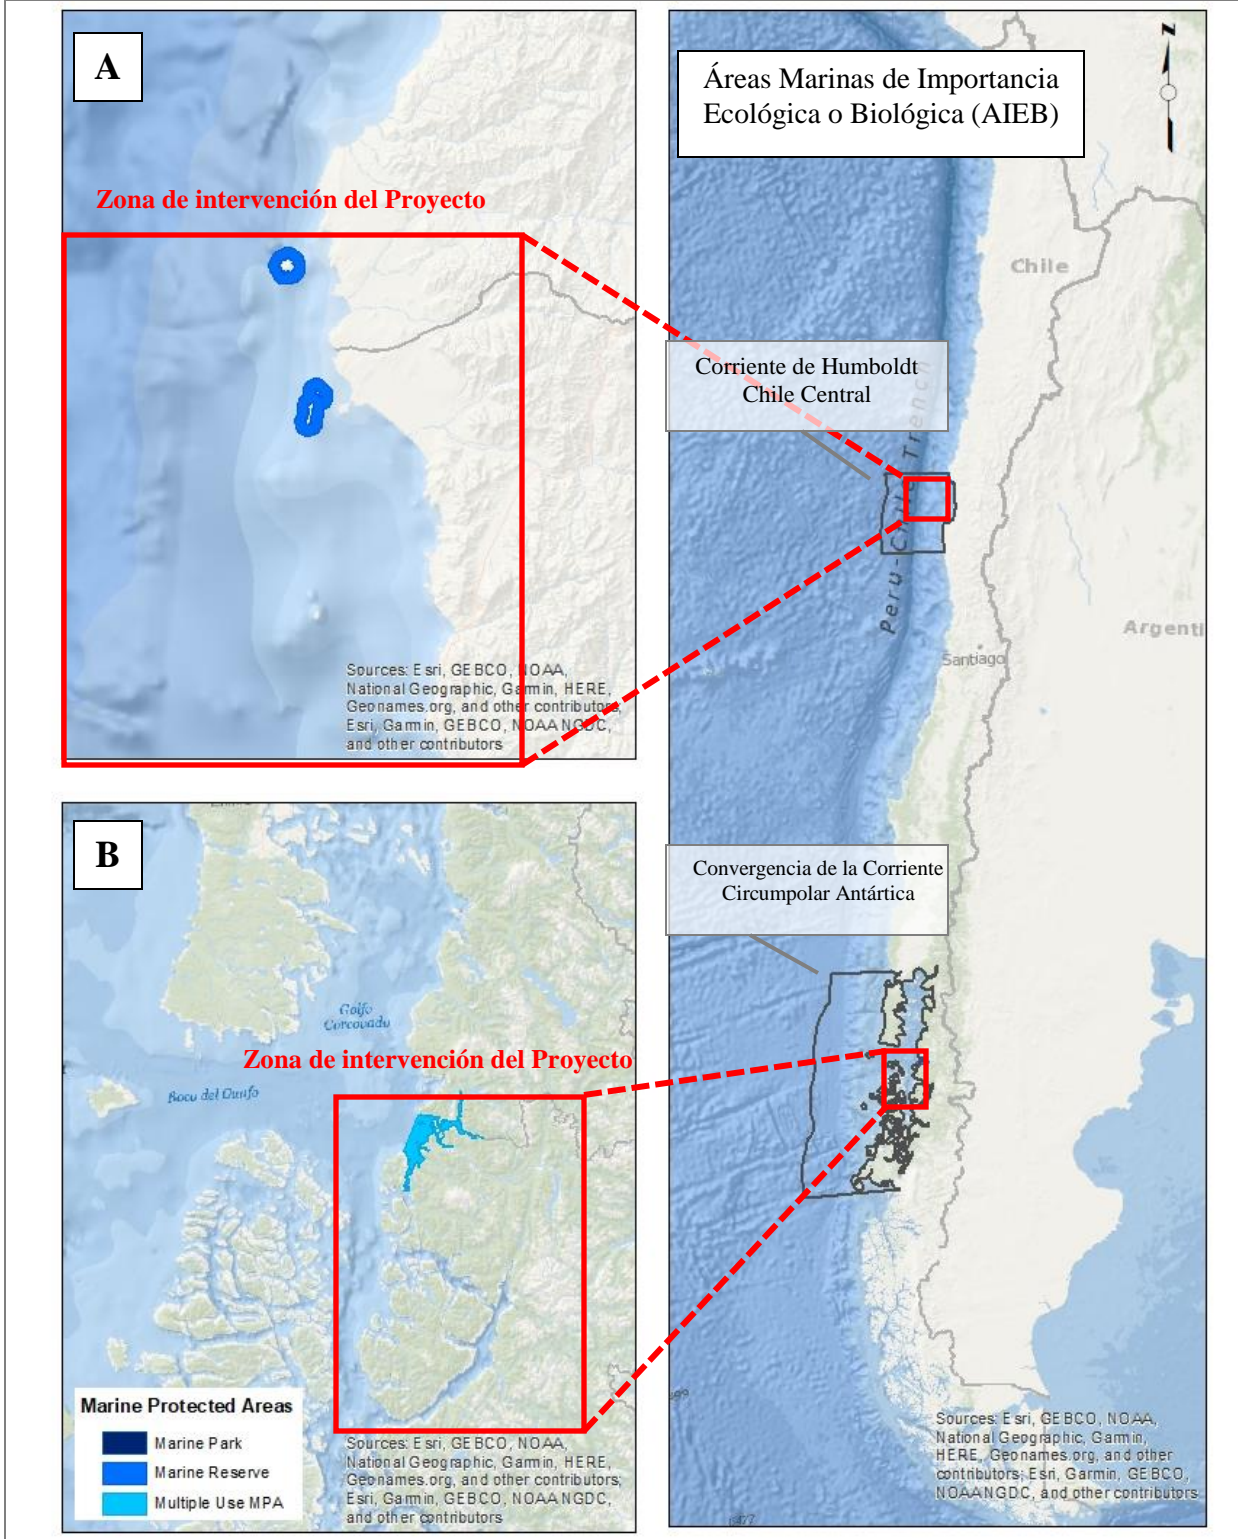 A
Zona de intervención del Proyecto
Sources: Esri, GEBCO, NOAA,
National Geographic, Garmin, HERE,
Geonames.org, and other contributors,
Esri, Garmin, GEBCO, NOAA NGDC,
and other contributors
B
Golfo
Corcovado
Zona de intervención del Proyecto
Boca del Guafo
Marine Protected Areas
Marine Park
Marine Reserve
Multiple Use MPA
Sources: Esri, GEBCO, NOAA,
National Geographic, Garmin, HERE,
Geonames.org, and other contributors;
Esri, Garmin, GEBCO, NOAA NGDC,
and other contributors
Áreas Marinas de Importancia
Ecológica o Biológica (AIEB)
N
Chile
Corriente de Humboldt
Chile Central
Peru-Chile Trench
Argenti
Santiago
Convergencia de la Corriente
Circumpolar Antártica
Sources: Esri, GEBCO, NOAA,
National Geographic, Garmin,
HERE, Geonames.org, and other
contributors; Esri, Garmin, GEBCO,
NOAA NGDC, and other contributors